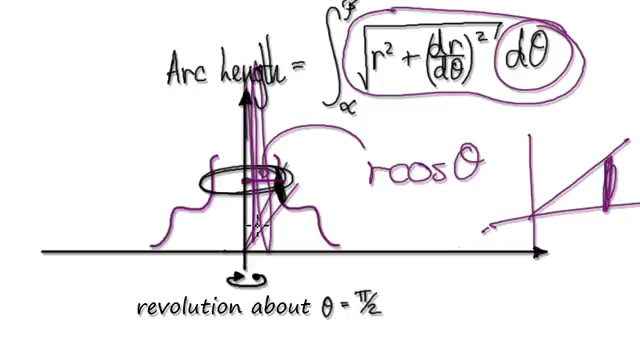 Arc Length = ∫_α^β √(r² + (dr/dθ)²) dθ
r cos θ
revolution about θ = π/2